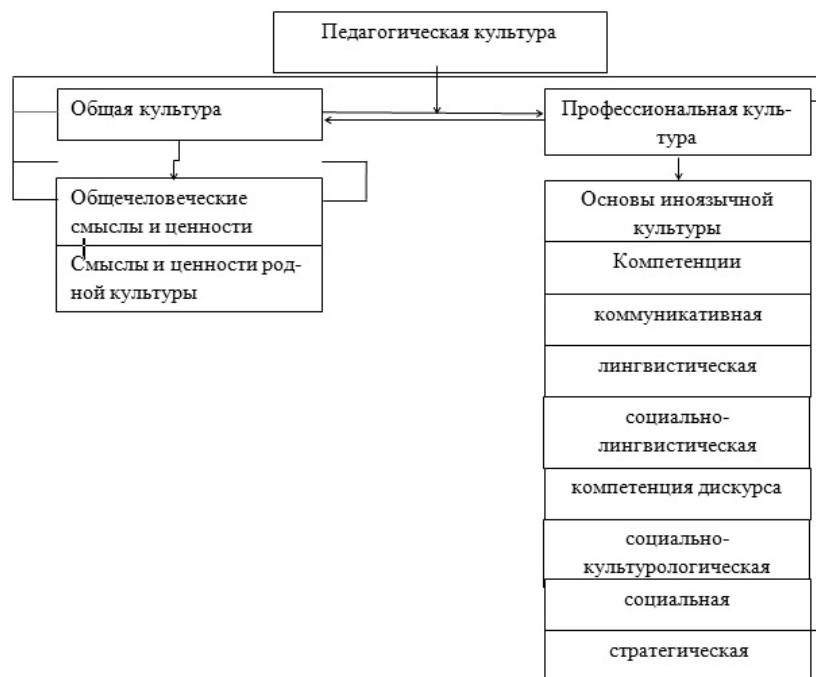 Педагогическая культура
Общая культура
Общечеловеческие
смыслы и ценности
Смыслы и ценности род-
ной культуры
Профессиональная куль-
тура
Основы иноязычной
культуры
Компетенции
коммуникативная
лингвистическая
социально-
лингвистическая
компетенция дискурса
социально-
культурологическая
социальная
стратегическая